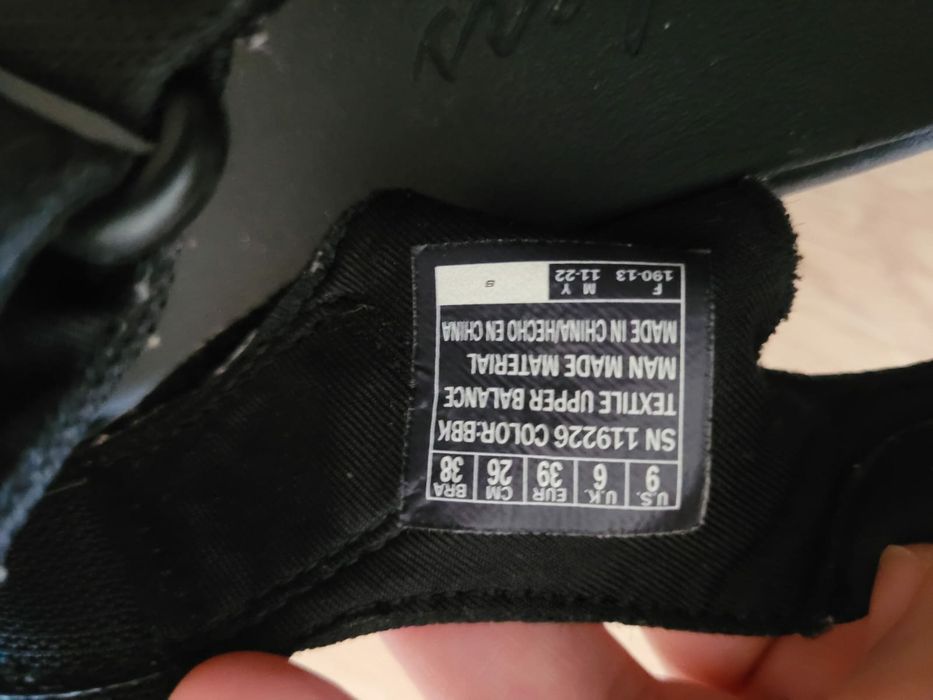 U.S. U.K. EUR CM BRA
9 6 39 26 38
SN 119226 COLOR:BBK
TEXTILE UPPER BALANCE
MAN MADE MATERIAL
MADE IN CHINA/HECHO EN CHINA
F M Y
190-13 11-22